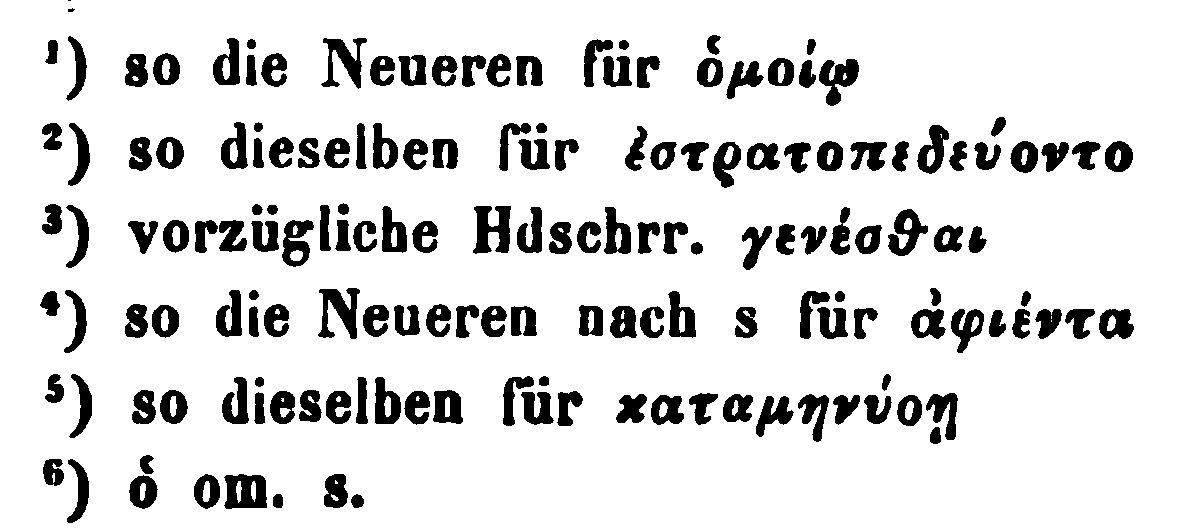 ¹) so die Neueren für ὁμοίῳ
²) so dieselben für ἐστρατοπεδεύοντο
³) vorzügliche Hdschrr. γενέσθαι
⁴) so die Neueren nach s für ἀφιέντα
⁵) so dieselben für καταμηνύοῃ
⁶) ὁ om. s.